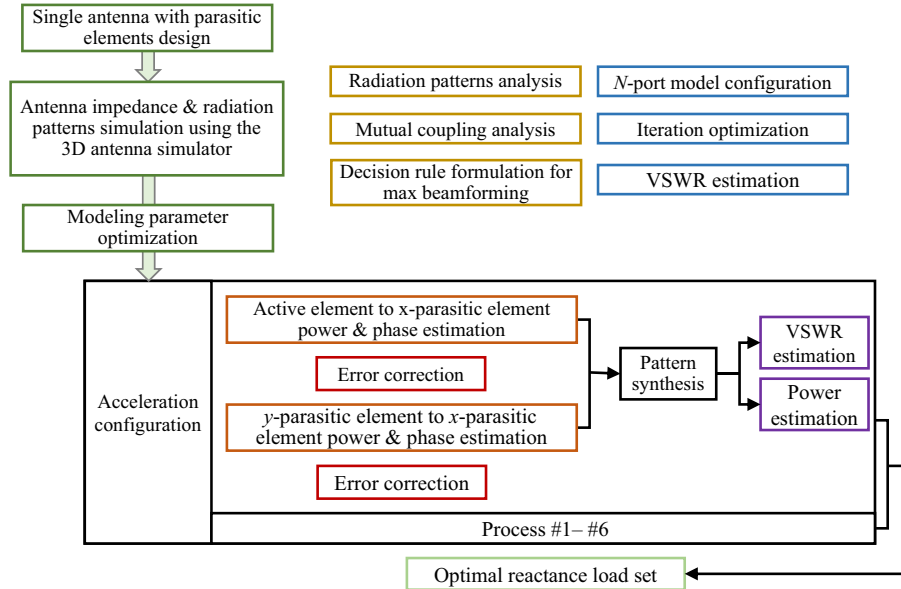 Single antenna with parasitic
elements design
Antenna impedance & radiation
patterns simulation using the
3D antenna simulator
Modeling parameter
optimization
Radiation patterns analysis
Mutual coupling analysis
Decision rule formulation for
max beamforming
N-port model configuration
Iteration optimization
VSWR estimation
Acceleration
configuration
Active element to x-parasitic element
power & phase estimation
Error correction
y-parasitic element to x-parasitic
element power & phase estimation
Error correction
Pattern
synthesis
VSWR
estimation
Power
estimation
Process #1– #6
Optimal reactance load set